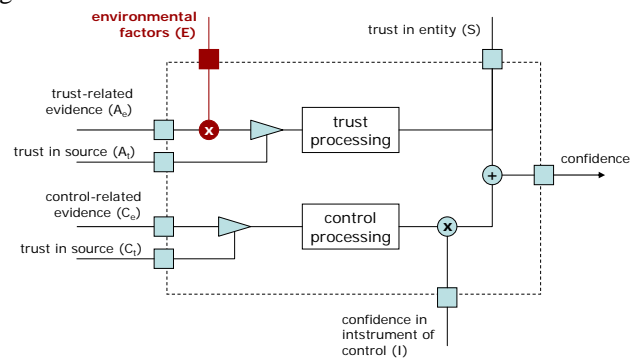 environmental
factors (E)
trust in entity (S)
trust-related
evidence (Ae)
x
trust
processing
trust in source (At)
confidence
+
control-related
evidence (Ce)
control
processing
x
trust in source (Ct)
confidence in
intstrument of
control (I)